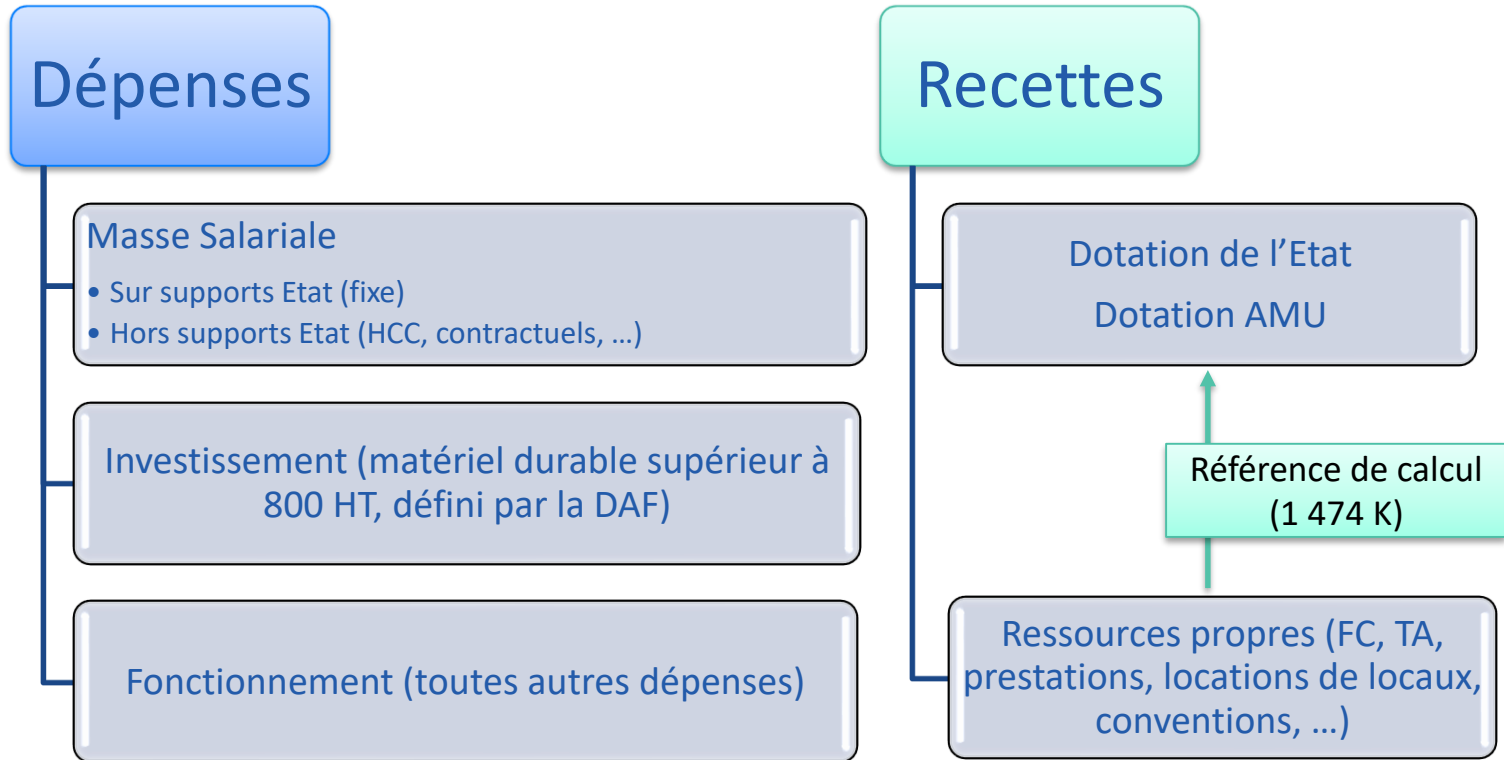 Dépenses
Masse Salariale
• Sur supports Etat (fixe)
• Hors supports Etat (HCC, contractuels, …)
Investissement (matériel durable supérieur à
800 HT, défini par la DAF)
Fonctionnement (toutes autres dépenses)
Recettes
Dotation de l’Etat
Dotation AMU
Référence de calcul
(1 474 K)
Ressources propres (FC, TA,
prestations, locations de locaux,
conventions, …)